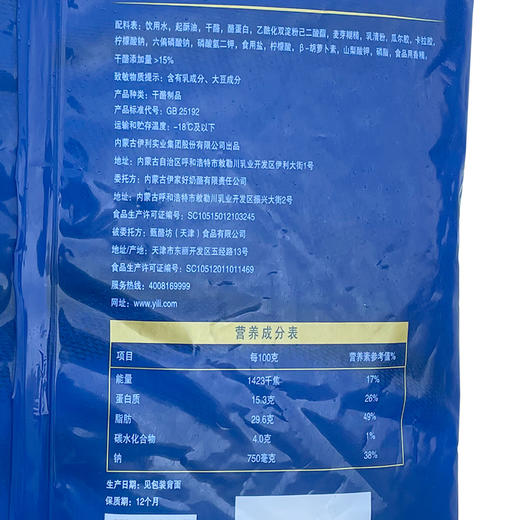 配料表：饮用水，起酥油，干酪，酪蛋白，乙酰化双淀粉己二酸酯，麦芽糊精，乳清粉，瓜尔胶，卡拉胶，
柠檬酸钠，六偏磷酸钠，磷酸氢二钾，食用盐，柠檬酸，β-胡萝卜素，山梨酸钾，磷脂，食品用香精。
干酪添加量>15%
致敏物质提示：含有乳成分、大豆成分
产品种类：干酪制品
产品标准代号：GB 25192
运输和贮存温度：-18℃及以下
内蒙古伊利实业集团股份有限公司出品
地址：内蒙古自治区呼和浩特市敕勒川乳业开发区伊利大街1号
委托方：内蒙古伊家好奶酪有限责任公司
地址：内蒙古呼和浩特市敕勒川乳业开发区振兴大街2号
食品生产许可证编号：SC10515012103245
被委托方：甄酪坊（天津）食品有限公司
地址/产地：天津市东丽开发区五经路13号
食品生产许可证编号：SC10512011011469
服务热线：4008169999
网址：www.yili.com
营养成分表
项目 每100克 营养素参考值%
能量 1423千焦 17%
蛋白质 15.3克 26%
脂肪 29.6克 49%
碳水化合物 4.0克 1%
钠 750毫克 38%
生产日期：见包装背面
保质期：12个月